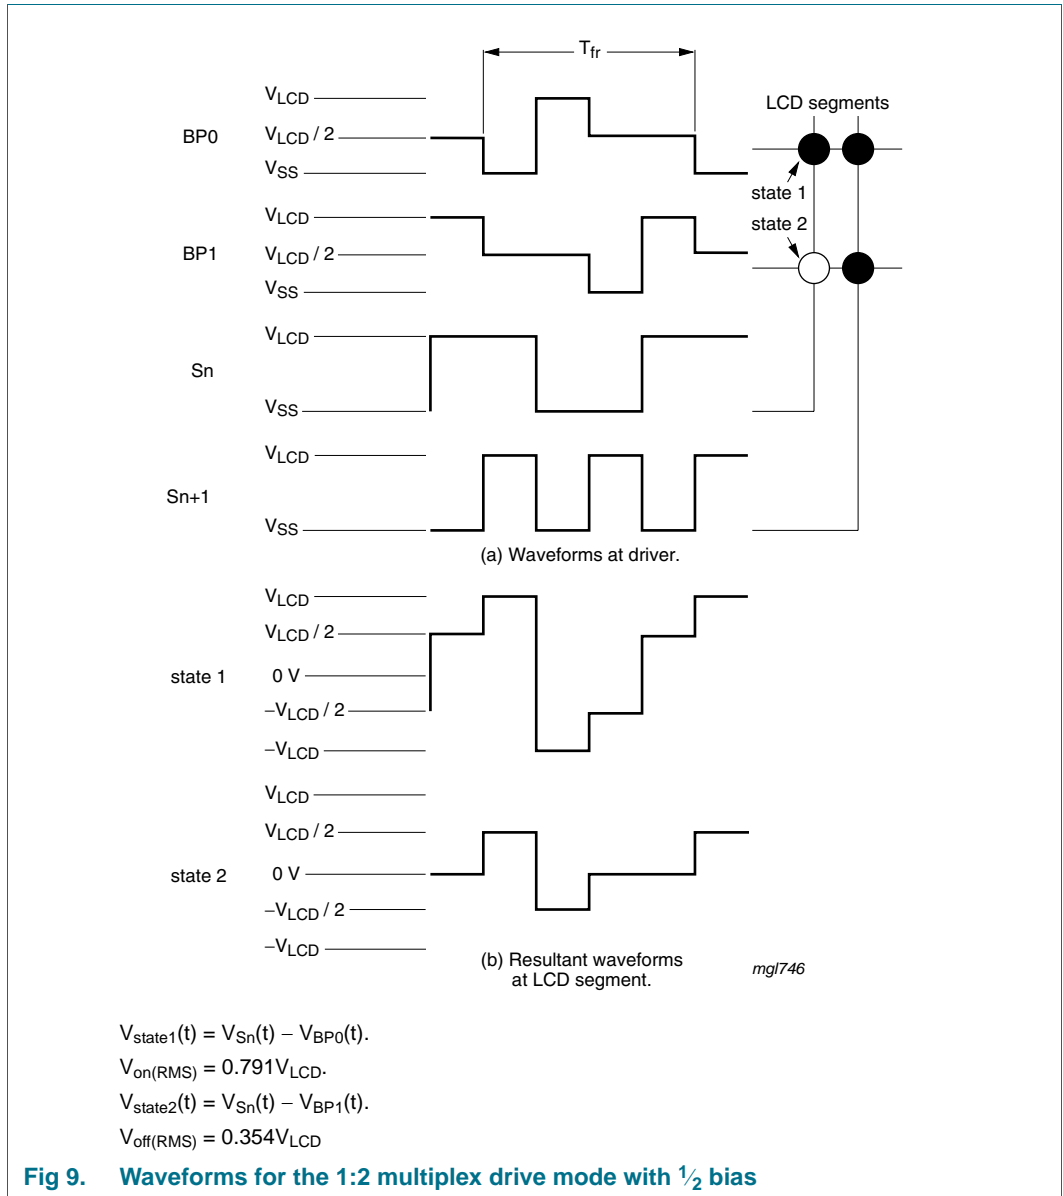 Tfr
VLCD
BP0
VLCD / 2
VSS
LCD segments
state 1
state 2
VLCD
BP1
VLCD / 2
VSS
VLCD
Sn
VSS
VLCD
Sn+1
VSS
(a) Waveforms at driver.
VLCD
VLCD / 2
state 1
0 V
−VLCD / 2
−VLCD
VLCD
VLCD / 2
state 2
0 V
−VLCD / 2
−VLCD
(b) Resultant waveforms
at LCD segment.
mgl746
Vstate1(t) = VSn(t) − VBP0(t).
Von(RMS) = 0.791VLCD.
Vstate2(t) = VSn(t) − VBP1(t).
Voff(RMS) = 0.354VLCD
Fig 9. Waveforms for the 1:2 multiplex drive mode with 1⁄2 bias